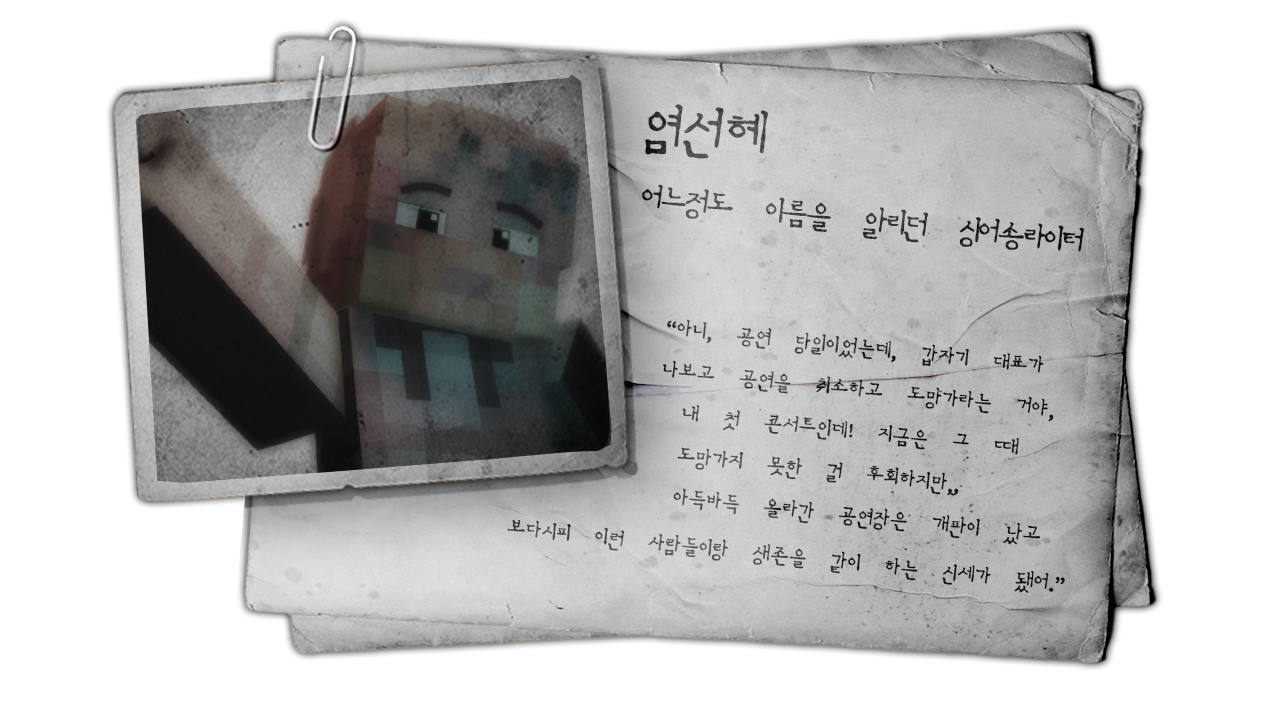 염선혜
어느정도 이름을 알리던 싱어송라이터
“아니, 공연 당일이었는데, 갑자기 대표가
나보고 공연을 취소하고 도망가라는 거야,
내 첫 콘서트인데! 지금은 그 때
도망가지 못한 걸 후회하지만„
아득바득 올라간 공연장은 개판이 났고
보다시피 이런 사람들이랑 생존을 같이 하는 신세가 됐어.”